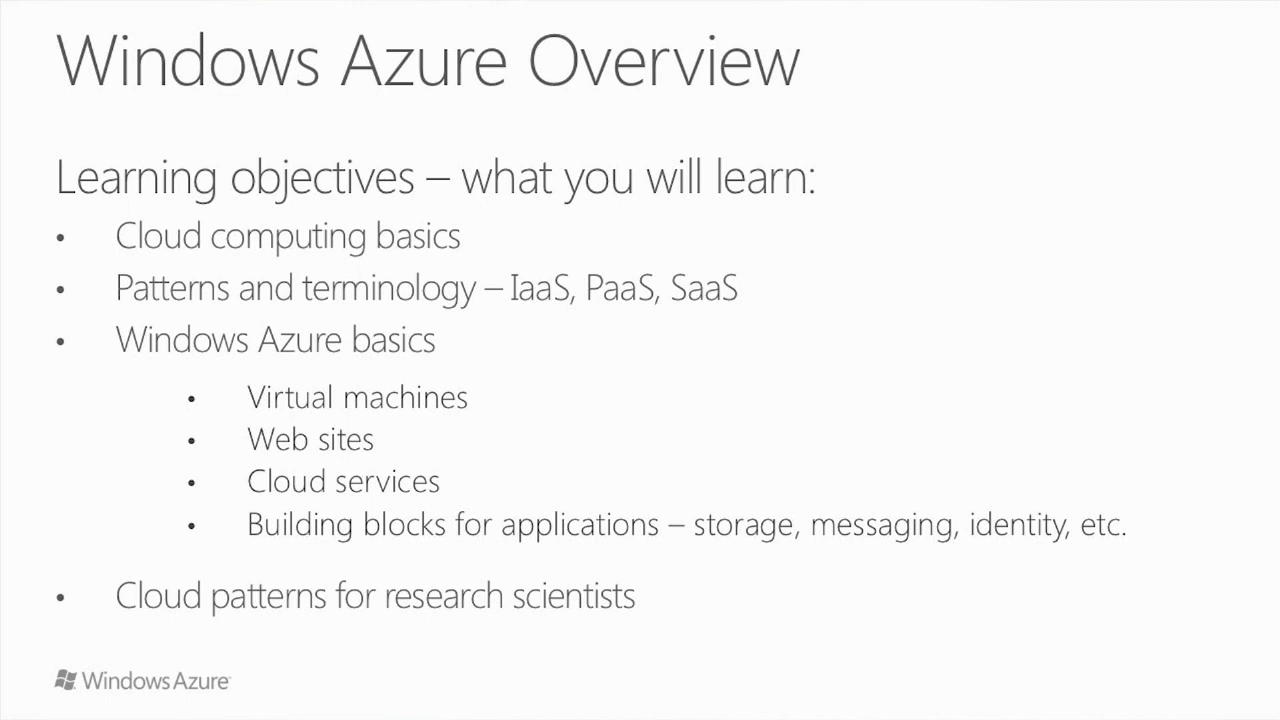 Windows Azure Overview
Learning objectives – what you will learn:
• Cloud computing basics
• Patterns and terminology – IaaS, PaaS, SaaS
• Windows Azure basics
• Virtual machines
• Web sites
• Cloud services
• Building blocks for applications – storage, messaging, identity, etc.
• Cloud patterns for research scientists
Windows Azure